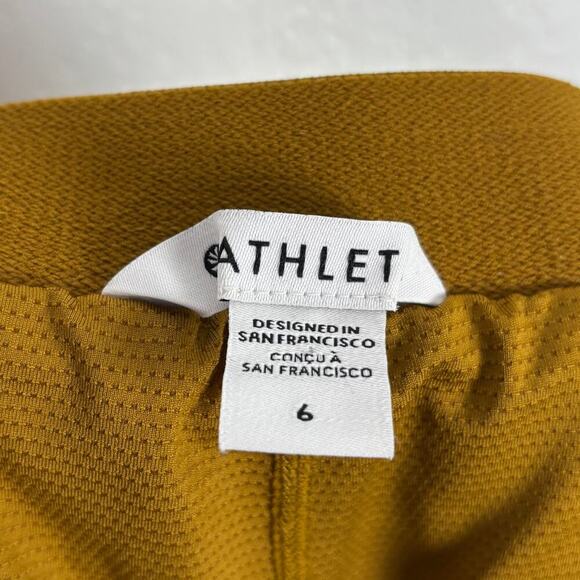 ATHLET
DESIGNED IN
SAN FRANCISCO
CONÇU À
SAN FRANCISCO
6